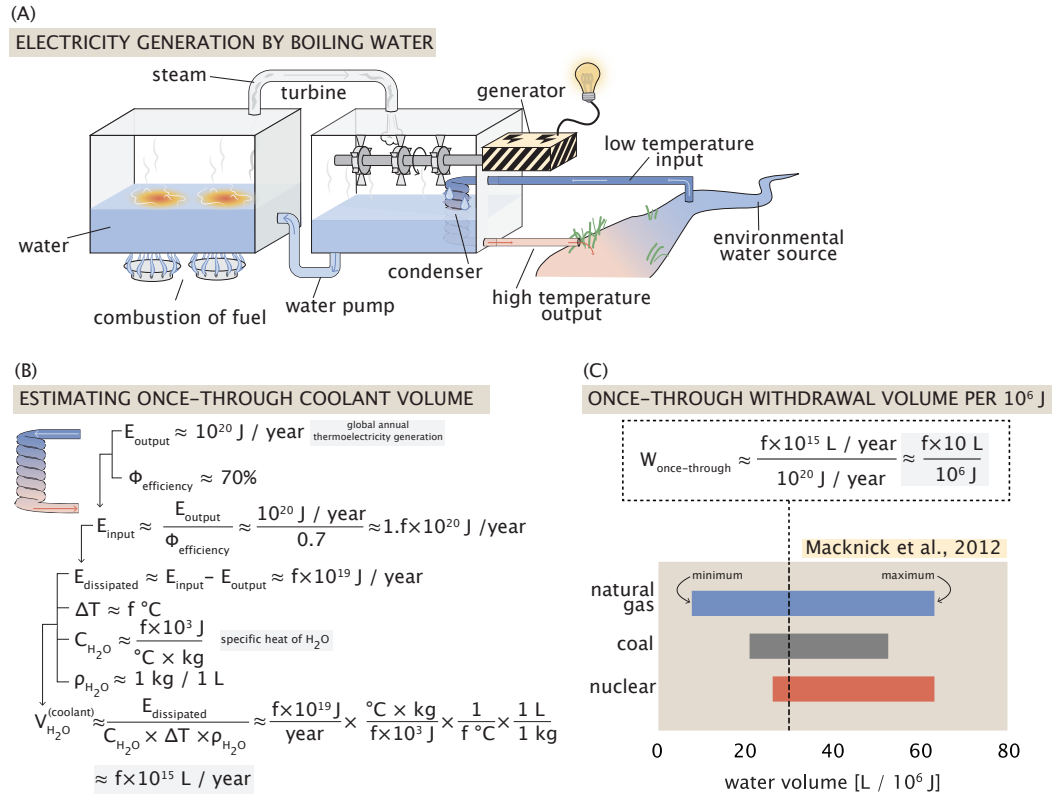 (A)
ELECTRICITY GENERATION BY BOILING WATER
steam
turbine
generator
low temperature
input
water
condenser
environmental
water source
water pump
high temperature
output
combustion of fuel
(B)
ESTIMATING ONCE-THROUGH COOLANT VOLUME
E_output ≈ 10^20 J / year
global annual
thermoelectricity generation
Φ_efficiency ≈ 70%
E_input ≈ E_output / Φ_efficiency ≈ 10^20 J / year / 0.7 ≈ 1.f×10^20 J /year
E_dissipated ≈ E_input – E_output ≈ f×10^19 J / year
ΔT ≈ f °C
C_H2O ≈ f×10^3 J / °C × kg
specific heat of H2O
ρ_H2O ≈ 1 kg / 1 L
V_H2O^(coolant) ≈ E_dissipated / C_H2O × ΔT × ρ_H2O ≈ f×10^19 J / year × °C × kg / f×10^3 J × 1 / f °C × 1 L / 1 kg
≈ f×10^15 L / year
(C)
ONCE-THROUGH WITHDRAWAL VOLUME PER 10^6 J
W_once-through ≈ f×10^15 L / year / 10^20 J / year ≈ f×10 L / 10^6 J
Macknick et al., 2012
minimum
maximum
natural
gas
coal
nuclear
0 20 40 60 80
water volume [L / 10^6 J]